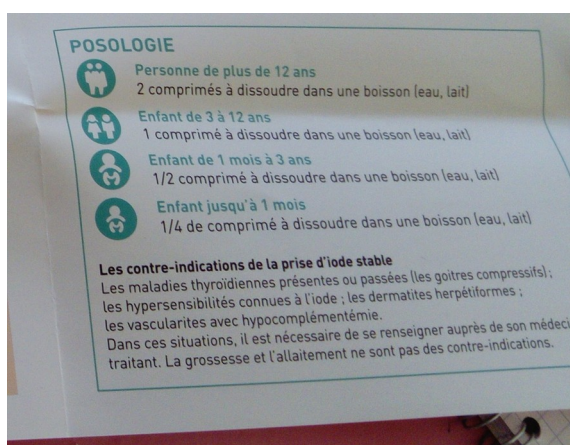 POSOLOGIE
Personne de plus de 12 ans
2 comprimés à dissoudre dans une boisson (eau, lait)
Enfant de 3 à 12 ans
1 comprimé à dissoudre dans une boisson (eau, lait)
Enfant de 1 mois à 3 ans
1/2 comprimé à dissoudre dans une boisson (eau, lait)
Enfant jusqu'à 1 mois
1/4 de comprimé à dissoudre dans une boisson (eau, lait)
Les contre-indications de la prise d'iode stable
Les maladies thyroïdiennes présentes ou passées (les goitres compressifs) ;
les hypersensibilités connues à l'iode ; les dermatites herpétiformes ;
les vascularites avec hypocomplémentémie.
Dans ces situations, il est nécessaire de se renseigner auprès de son médeci
traitant. La grossesse et l'allaitement ne sont pas des contre-indications.